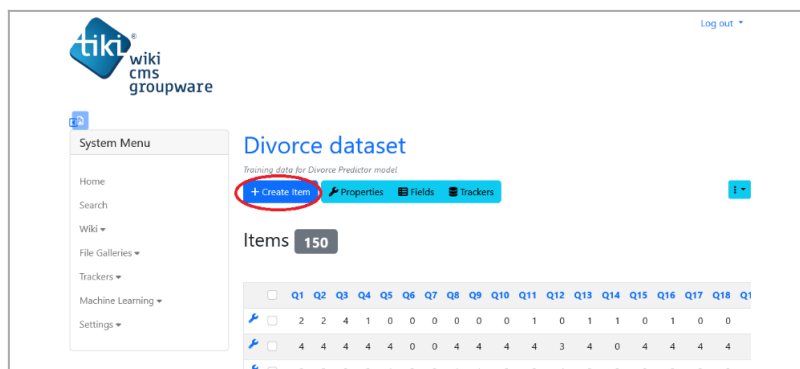 Log out
tiki®
wiki
cms
groupware
System Menu
Home
Search
Wiki
File Galleries
Trackers
Machine Learning
Settings
Divorce dataset
Training data for Divorce Predictor model
+ Create Item Properties Fields Trackers
Items 150
Q1 Q2 Q3 Q4 Q5 Q6 Q7 Q8 Q9 Q10 Q11 Q12 Q13 Q14 Q15 Q16 Q17 Q18
2 2 4 1 0 0 0 0 0 0 1 0 1 1 0 1 0 0
4 4 4 4 4 0 0 4 4 4 4 3 4 0 4 4 4 4